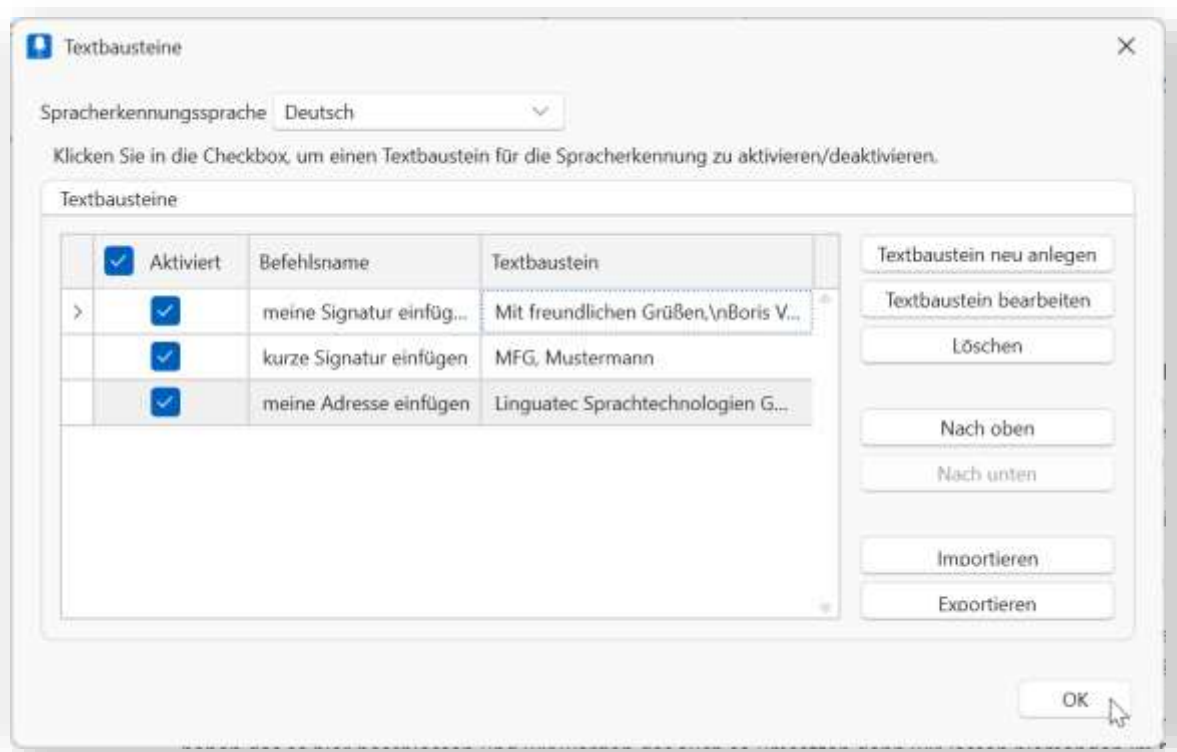 Textbausteine
Spracherkennungssprache Deutsch
Klicken Sie in die Checkbox, um einen Textbaustein für die Spracherkennung zu aktivieren/deaktivieren.
Textbausteine
Aktiviert Befehlsname Textbaustein
meine Signatur einfüg... Mit freundlichen Grüßen,\nBoris V...
kurze Signatur einfügen MFG, Mustermann
meine Adresse einfügen Linguatec Sprachtechnologien G...
Textbaustein neu anlegen
Textbaustein bearbeiten
Löschen
Nach oben
Nach unten
Importieren
Exportieren
OK